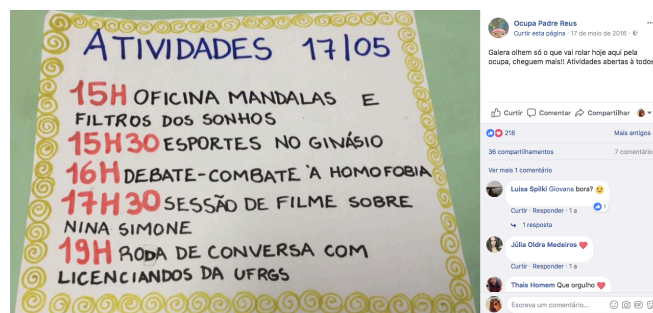 ATIVIDADES 17/05
15H OFICINA MANDALAS E
FILTROS DOS SONHOS
15H30 ESPORTES NO GINÁSIO
16H DEBATE-COMBATE À HOMOFOBIA
17H30 SESSÃO DE FILME SOBRE
NINA SIMONE
19H RODA DE CONVERSA COM
LICENCIANDOS DA UFRGS
Ocupa Padre Reus
Curtir esta página · 17 de maio de 2016 ·
Galera olhem só o que vai rolar hoje aqui pela
ocupa, cheguem mais!! Atividades abertas à todos
Curtir Comentar Compartilhar
218 Mais antigos
36 compartilhamentos 7 comentários
Ver mais 1 comentário
Luisa Spilki Giovana bora?
1
Curtir · Responder · 1 a
1 resposta
Júlia Oldra Medeiros
Curtir · Responder · 1 a
Thais Homem Que orgulho
Escreva um comentário... GIF